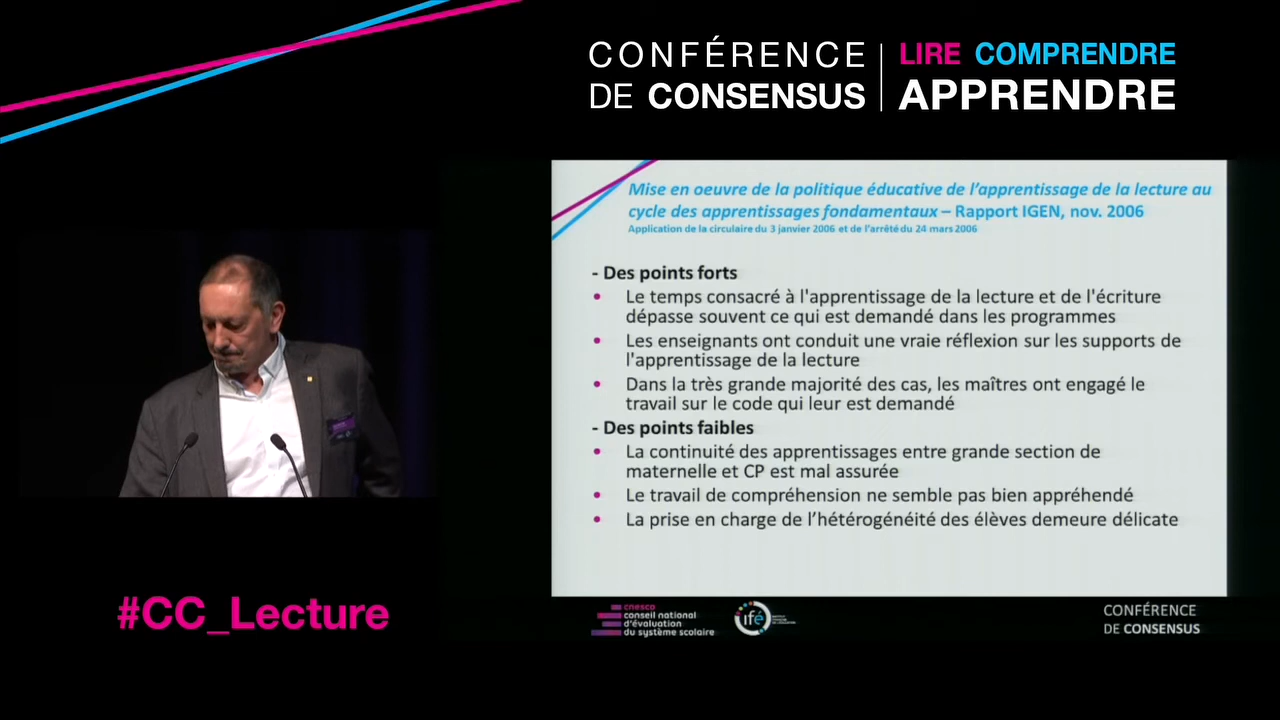 CONFÉRENCE
DE CONSENSUS
LIRE COMPRENDRE
APPRENDRE
Mise en oeuvre de la politique éducative de l'apprentissage de la lecture au
cycle des apprentissages fondamentaux – Rapport IGEN, nov. 2006
Application de la circulaire du 3 janvier 2006 et de l'arrêté du 24 mars 2006
- Des points forts
• Le temps consacré à l'apprentissage de la lecture et de l'écriture
dépasse souvent ce qui est demandé dans les programmes
• Les enseignants ont conduit une vraie réflexion sur les supports de
l'apprentissage de la lecture
• Dans la très grande majorité des cas, les maîtres ont engagé le
travail sur le code qui leur est demandé
- Des points faibles
• La continuité des apprentissages entre grande section de
maternelle et CP est mal assurée
• Le travail de compréhension ne semble pas bien appréhendé
• La prise en charge de l’hétérogénéité des élèves demeure délicate
#CC_Lecture
cnesco
conseil national
d'évaluation
du système scolaire
ifé
CONFÉRENCE
DE CONSENSUS